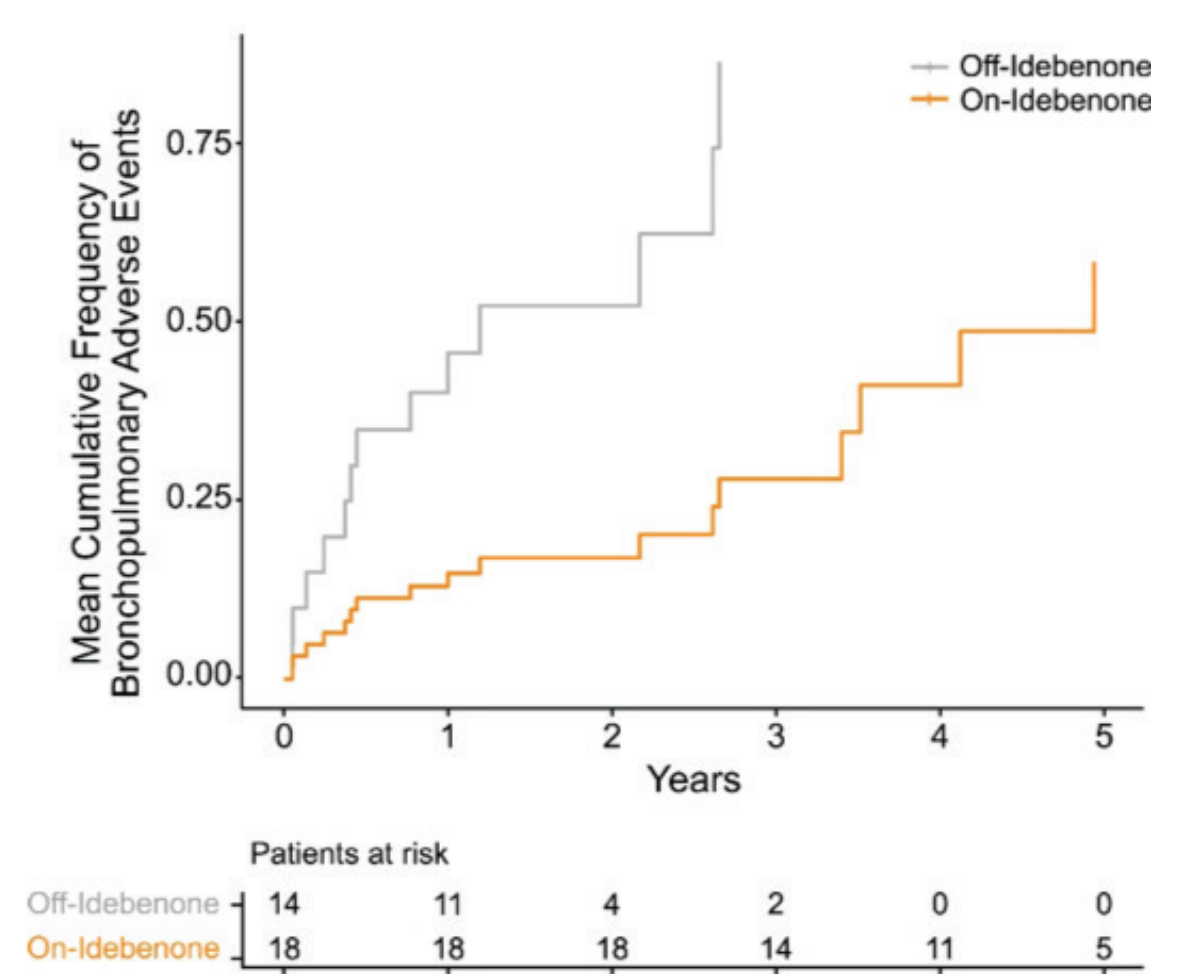 Off-Idebenone
On-Idebenone
Mean Cumulative Frequency of
Bronchopulmonary Adverse Events
0.75
0.50
0.25
0.00
0 1 2 3 4 5
Years
Patients at risk
Off-Idebenone 14 11 4 2 0 0
On-Idebenone 18 18 18 14 11 5